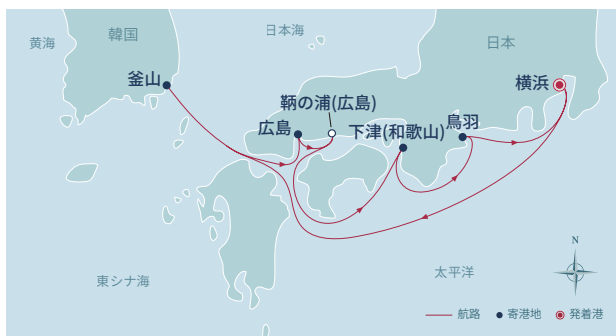 韓国
日本海
黄海
日本
釜山
横浜
鞆の浦(広島)
広島
鳥羽
下津(和歌山)
N
東シナ海
太平洋
航路
寄港地
発着港